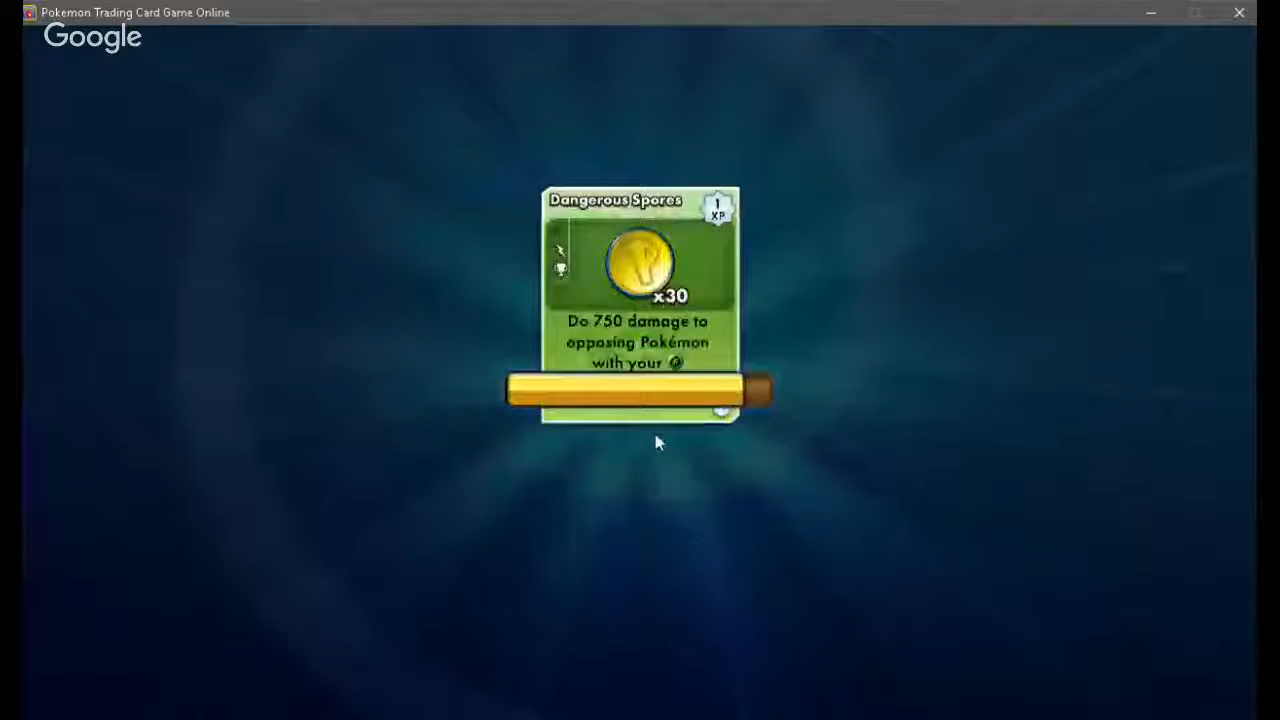 Pokemon Trading Card Game Online
Google
Dangerous Spores
1
XP
x30
Do 750 damage to
opposing Pokémon
with your